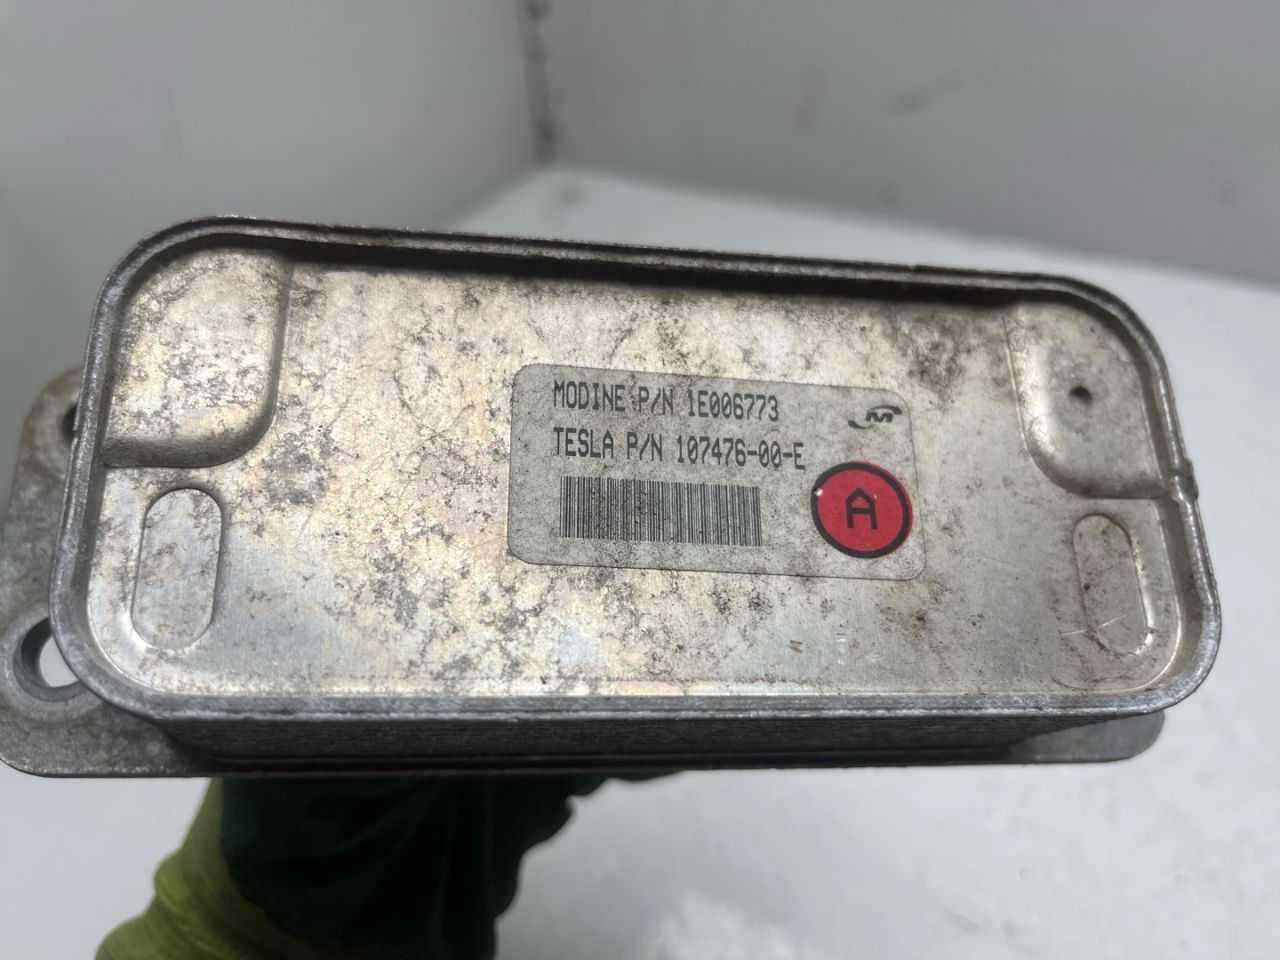 MODINE P/N 1E006773
TESLA P/N 107476-00-E
M
A